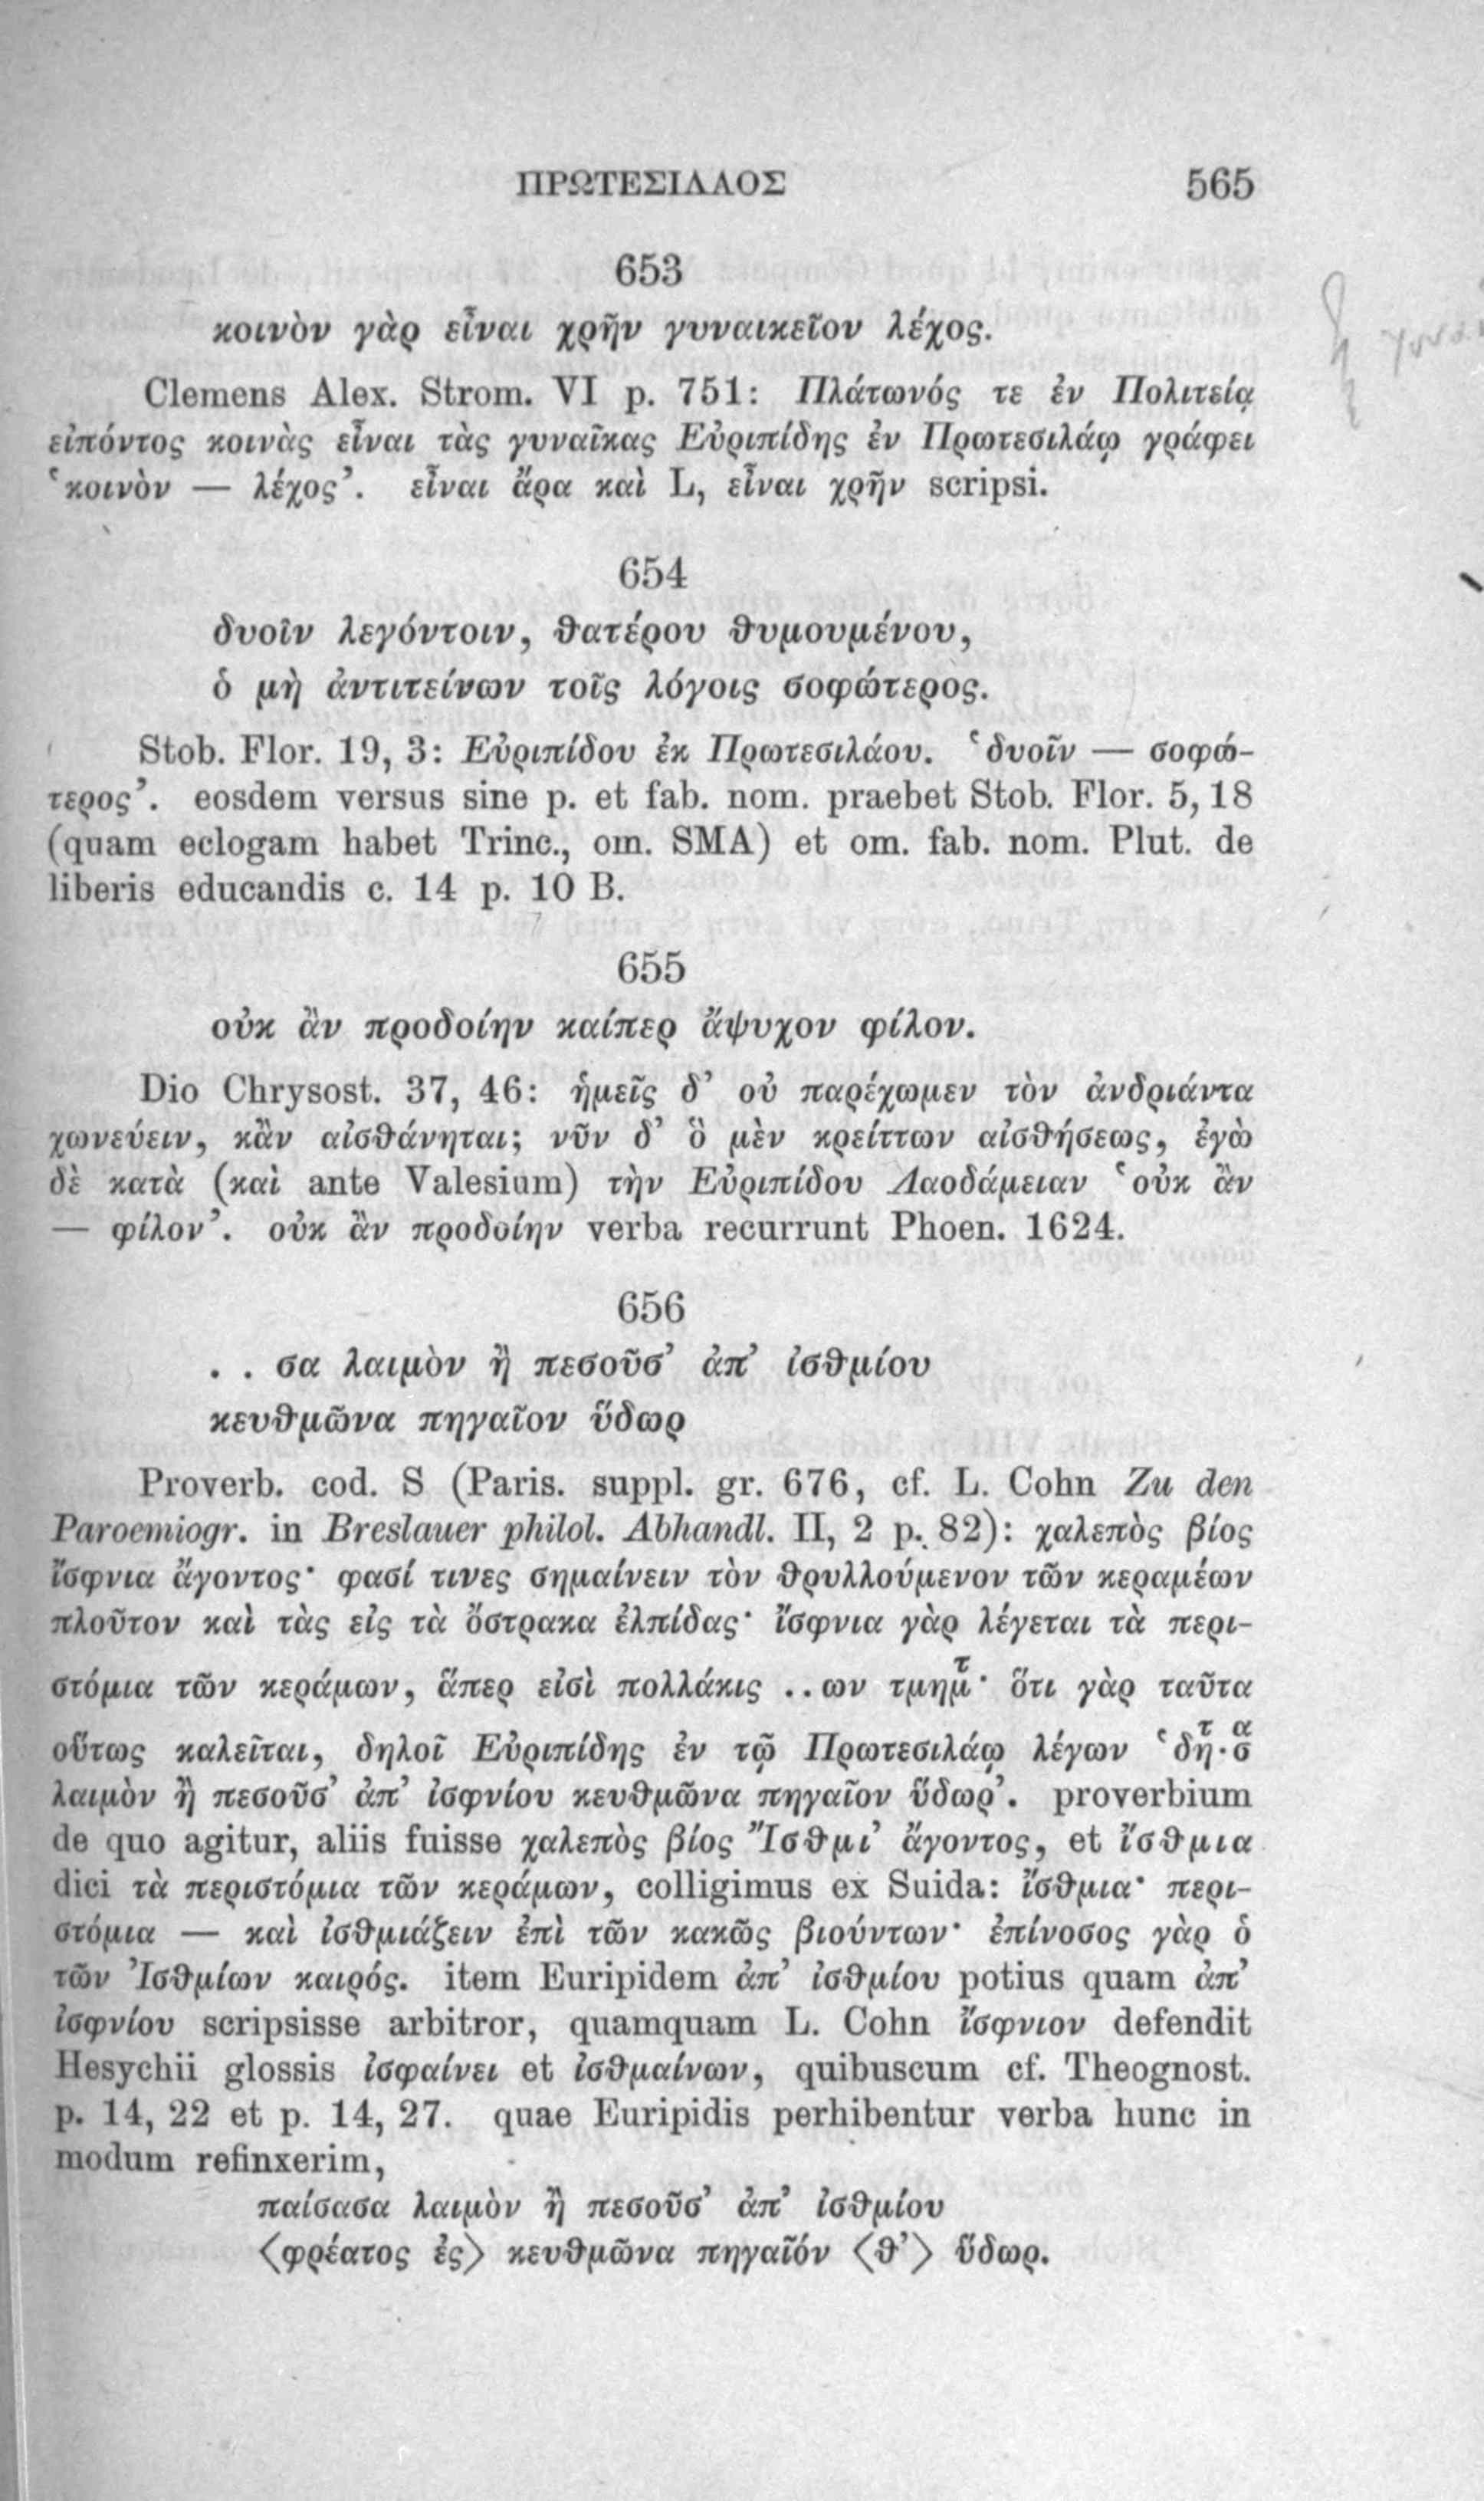 ΠΡΩΤΕΣΙΛΑΟΣ 565
653
κοινὸν γὰρ εἶναι χρῆν γυναικεῖον λέχος.
Clemens Alex. Strom. VI p. 751: Πλάτωνός τε ἐν Πολιτείᾳ
εἰπόντος κοινὰς εἶναι τὰς γυναῖκας Εὐριπίδης ἐν Πρωτεσιλάῳ γράφει
‘κοινὸν — λέχος’. εἶναι ἄρα καὶ L, εἶναι χρῆν scripsi.
654
δυοῖν λεγόντοιν, θατέρου θυμουμένου,
ὁ μὴ ἀντιτείνων τοῖς λόγοις σοφώτερος.
Stob. Flor. 19, 3: Εὐριπίδου ἐκ Πρωτεσιλάου. ‘δυοῖν — σοφώ-
τερος’. eosdem versus sine p. et fab. nom. praebet Stob. Flor. 5, 18
(quam eclogam habet Trinc., om. SMA) et om. fab. nom. Plut. de
liberis educandis c. 14 p. 10 B.
655
οὐκ ἂν προδοίην καίπερ ἄψυχον φίλον.
Dio Chrysost. 37, 46: ἡμεῖς δ’ οὐ παρέχωμεν τὸν ἀνδριάντα
χωνεύειν, κἂν αἰσθάνηται; νῦν δ’ ὃ μὲν κρείττων αἰσθήσεως, ἐγὼ
δὲ κατὰ (καὶ ante Valesium) τὴν Εὐριπίδου Λαοδάμειαν ‘οὐκ ἂν
— φίλον’. οὐκ ἂν προδοίην verba recurrunt Phoen. 1624.
656
. . σα λαιμὸν ἢ πεσοῦσ’ ἀπ’ ἰσθμίου
κευθμῶνα πηγαῖον ὕδωρ
Proverb. cod. S (Paris. suppl. gr. 676, cf. L. Cohn Zu den
Paroemiogr. in Breslauer philol. Abhandl. II, 2 p. 82): χαλεπὸς βίος
ἴσφνια ἄγοντος· φασί τινες σημαίνειν τὸν θρυλλούμενον τῶν κεραμέων
πλοῦτον καὶ τὰς εἰς τὰ ὄστρακα ἐλπίδας· ἴσφνια γὰρ λέγεται τὰ περι-
στόμια τῶν κεράμων, ἅπερ εἰσὶ πολλάκις ..ων τμημτ· ὅτι γὰρ ταῦτα
οὕτως καλεῖται, δηλοῖ Εὐριπίδης ἐν τῷ Πρωτεσιλάῳ λέγων ‘δητ·σα
λαιμὸν ἢ πεσοῦσ’ ἀπ’ ἰσφνίου κευθμῶνα πηγαῖον ὕδωρ’. proverbium
de quo agitur, aliis fuisse χαλεπὸς βίος Ἴσθμι’ ἄγοντος, et ἴσθμια
dici τὰ περιστόμια τῶν κεράμων, colligimus ex Suida: ἴσθμια· περι-
στόμια — καὶ ἰσθμιάζειν ἐπὶ τῶν κακῶς βιούντων· ἐπίνοσος γὰρ ὁ
τῶν Ἰσθμίων καιρός. item Euripidem ἀπ’ ἰσθμίου potius quam ἀπ’
ἰσφνίου scripsisse arbitror, quamquam L. Cohn ἴσφνιον defendit
Hesychii glossis ἰσφαίνει et ἰσθμαίνων, quibuscum cf. Theognost.
p. 14, 22 et p. 14, 27. quae Euripidis perhibentur verba hunc in
modum refinxerim,
παίσασα λαιμὸν ἢ πεσοῦσ’ ἀπ’ ἰσθμίου
⟨φρέατος ἐς⟩ κευθμῶνα πηγαῖόν ⟨θ’⟩ ὕδωρ.